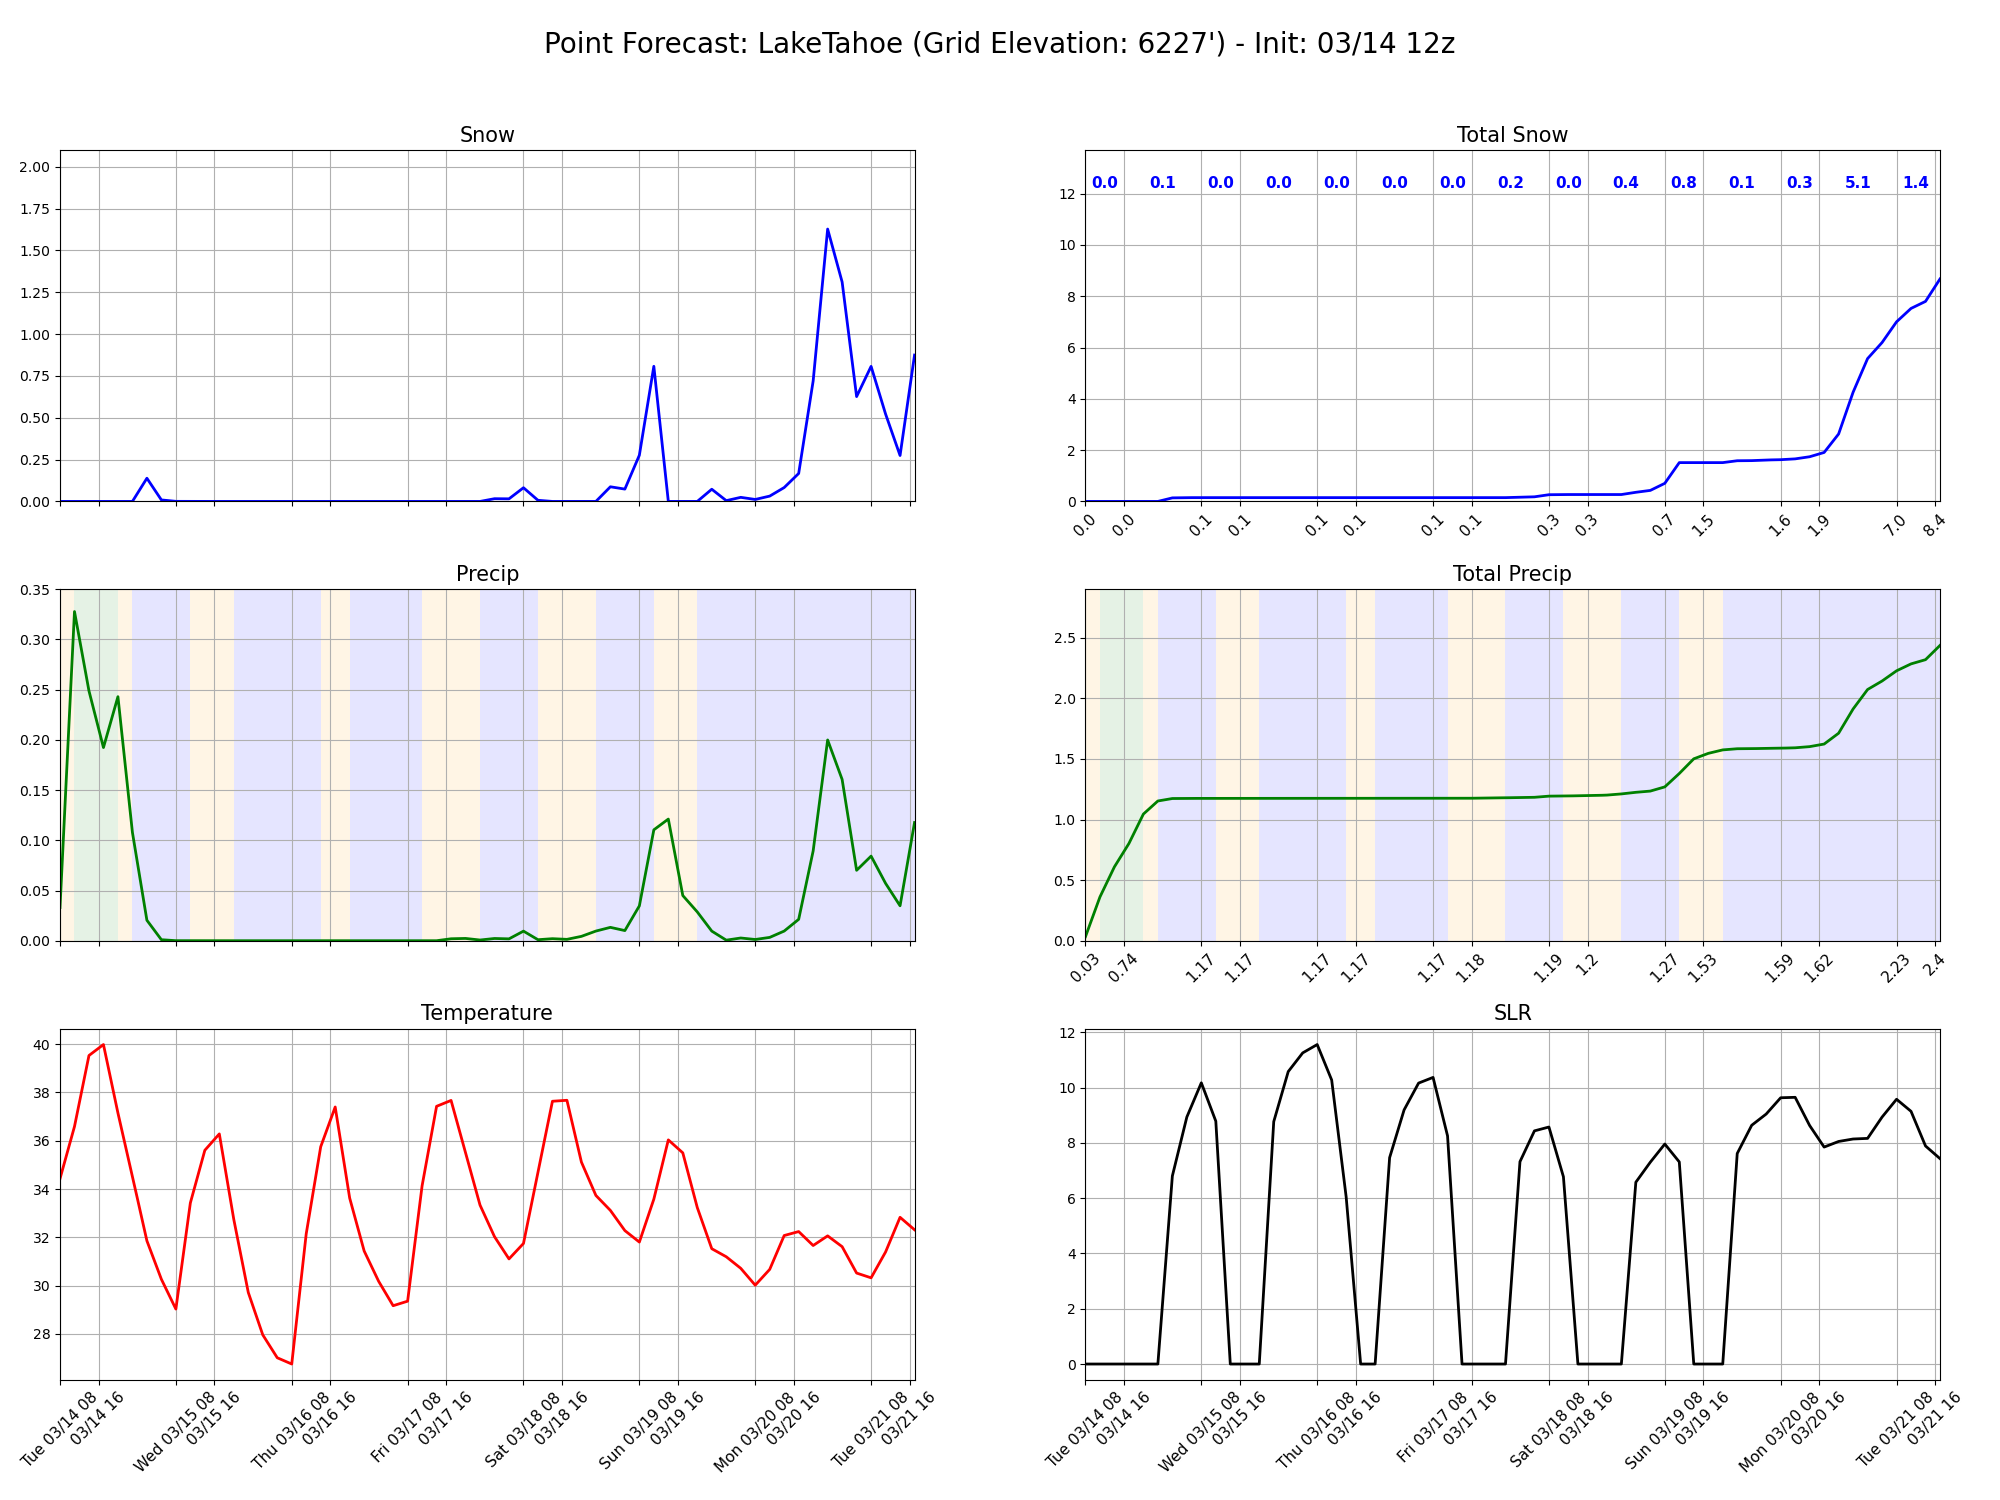 Point Forecast: LakeTahoe (Grid Elevation: 6227') - Init: 03/14 12z
Snow
2.00
1.75
1.50
1.25
1.00
0.75
0.50
0.25
0.00
Total Snow
0.0 0.1 0.0 0.0 0.0 0.0 0.0 0.2 0.0 0.4 0.8 0.1 0.3 5.1 1.4
12
10
8
6
4
2
0
0.0 0.0 0.1 0.1 0.1 0.1 0.1 0.1 0.3 0.3 0.7 1.5 1.6 1.9 7.0 8.4
Precip
0.35
0.30
0.25
0.20
0.15
0.10
0.05
0.00
Total Precip
2.5
2.0
1.5
1.0
0.5
0.0
0.03 0.74 1.17 1.17 1.17 1.17 1.17 1.18 1.19 1.2 1.27 1.53 1.59 1.62 2.23 2.4
Temperature
40
38
36
34
32
30
28
Tue 03/14 08
03/14 16
Wed 03/15 08
03/15 16
Thu 03/16 08
03/16 16
Fri 03/17 08
03/17 16
Sat 03/18 08
03/18 16
Sun 03/19 08
03/19 16
Mon 03/20 08
03/20 16
Tue 03/21 08
03/21 16
SLR
12
10
8
6
4
2
0
Tue 03/14 08
03/14 16
Wed 03/15 08
03/15 16
Thu 03/16 08
03/16 16
Fri 03/17 08
03/17 16
Sat 03/18 08
03/18 16
Sun 03/19 08
03/19 16
Mon 03/20 08
03/20 16
Tue 03/21 08
03/21 16